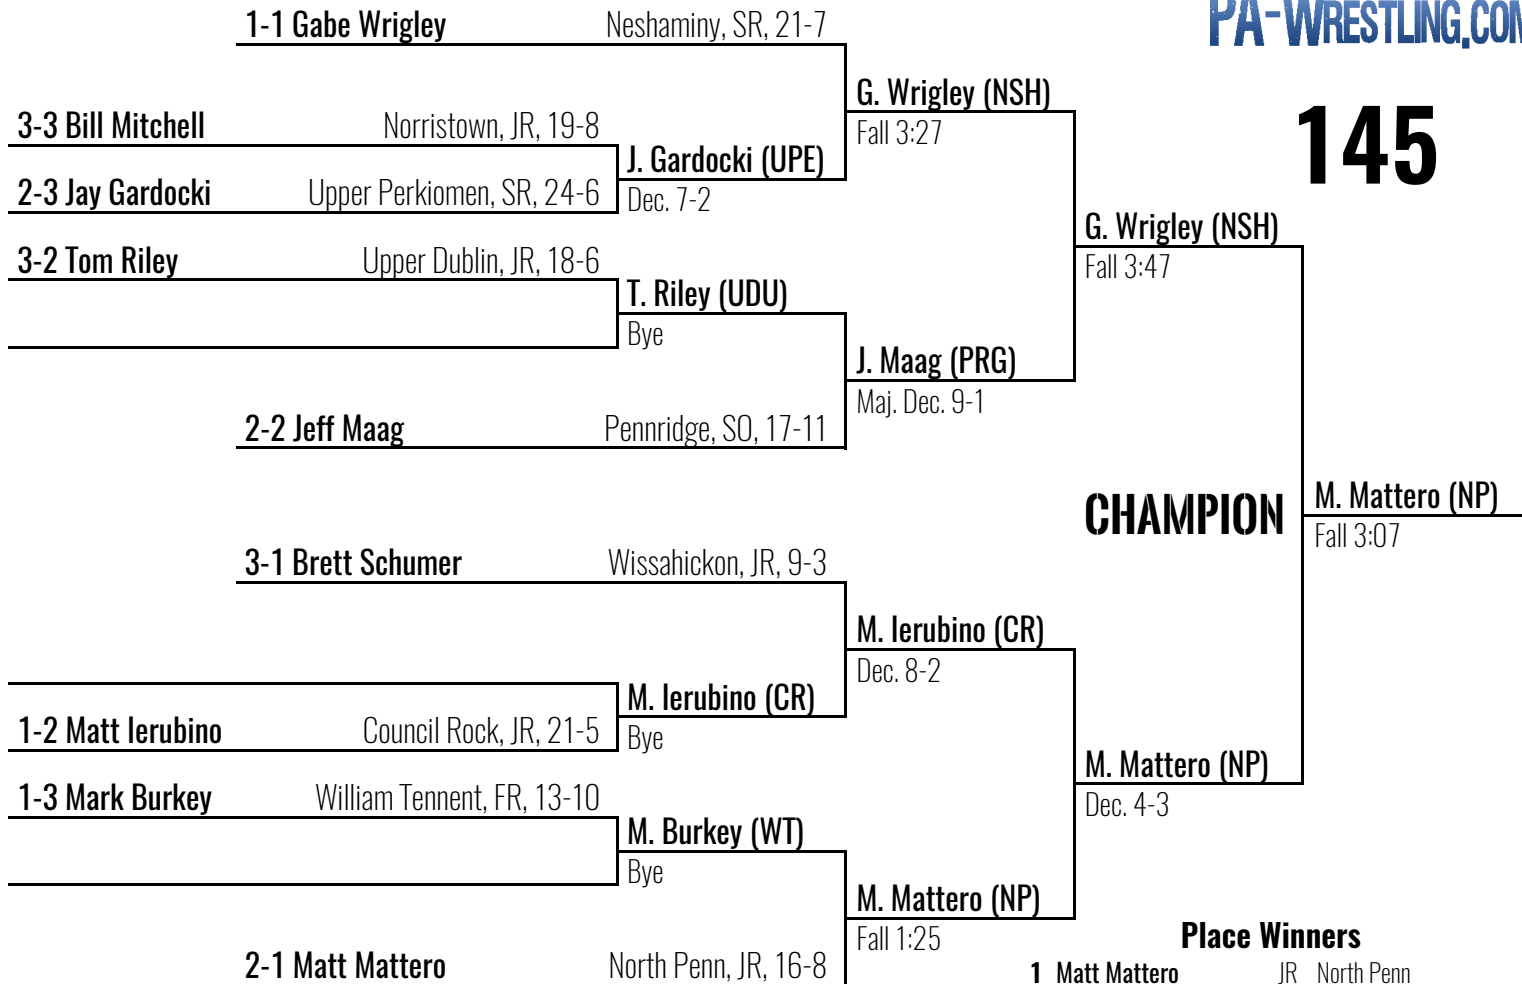 PA-WRESTLING.COM
145
1-1 Gabe Wrigley Neshaminy, SR, 21-7
G. Wrigley (NSH)
Fall 3:27
3-3 Bill Mitchell Norristown, JR, 19-8
J. Gardocki (UPE)
Dec. 7-2
2-3 Jay Gardocki Upper Perkiomen, SR, 24-6
G. Wrigley (NSH)
Fall 3:47
3-2 Tom Riley Upper Dublin, JR, 18-6
T. Riley (UDU)
Bye
J. Maag (PRG)
Maj. Dec. 9-1
2-2 Jeff Maag Pennridge, SO, 17-11
CHAMPION
M. Mattero (NP)
Fall 3:07
3-1 Brett Schumer Wissahickon, JR, 9-3
M. Ierubino (CR)
Dec. 8-2
M. Ierubino (CR)
Bye
1-2 Matt Ierubino Council Rock, JR, 21-5
M. Mattero (NP)
Dec. 4-3
1-3 Mark Burkey William Tennent, FR, 13-10
M. Burkey (WT)
Bye
M. Mattero (NP)
Fall 1:25
2-1 Matt Mattero North Penn, JR, 16-8
Place Winners
1 Matt Mattero JR North Penn